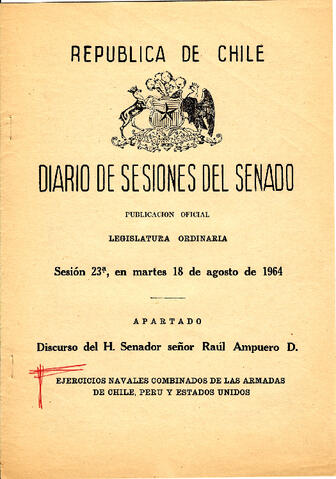 REPUBLICA DE CHILE
DIARIO DE SESIONES DEL SENADO
PUBLICACION OFICIAL
LEGISLATURA ORDINARIA
Sesión 23ª, en martes 18 de agosto de 1964
APARTADO
Discurso del H. Senador señor Raúl Ampuero D.
EJERCICIOS NAVALES COMBINADOS DE LAS ARMADAS
DE CHILE, PERU Y ESTADOS UNIDOS